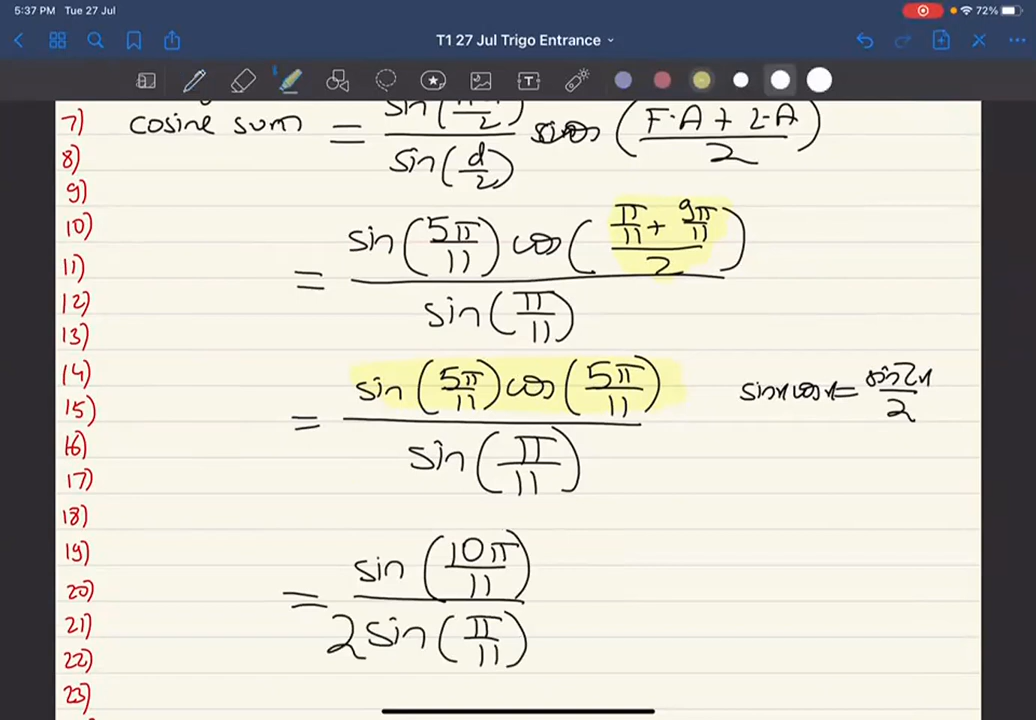 5:37 PM Tue 27 Jul
72%
T1 27 Jul Trigo Entrance
7) cosine sum = sin(n·d/2) / sin(d/2) cos (F·A + L·A / 2)
8)
9)
10) = sin(5π/11) cos(π/11 + 9π/11 / 2) / sin(π/11)
11)
12)
13)
14) = sin(5π/11) cos(5π/11) / sin(π/11)
sinx cosx = sin2x / 2
15)
16)
17)
18)
19) = sin(10π/11) / 2 sin(π/11)
20)
21)
22)
23)